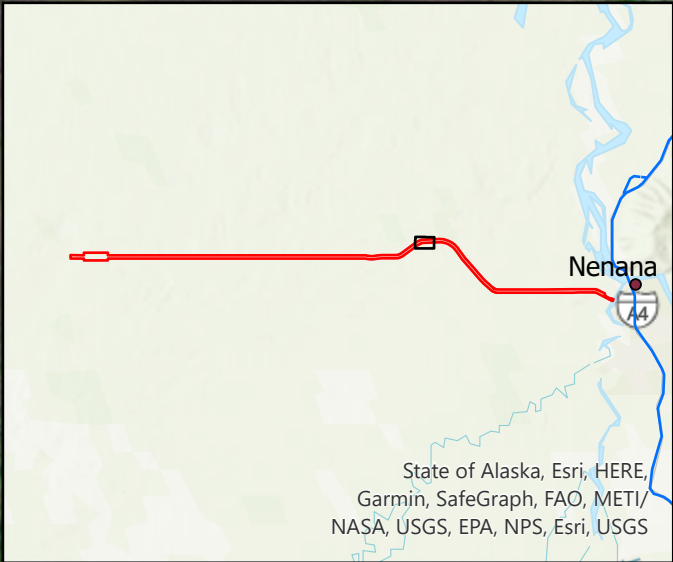 Nenana
A4
State of Alaska, Esri, HERE,
Garmin, SafeGraph, FAO, METI/
NASA, USGS, EPA, NPS, Esri, USGS